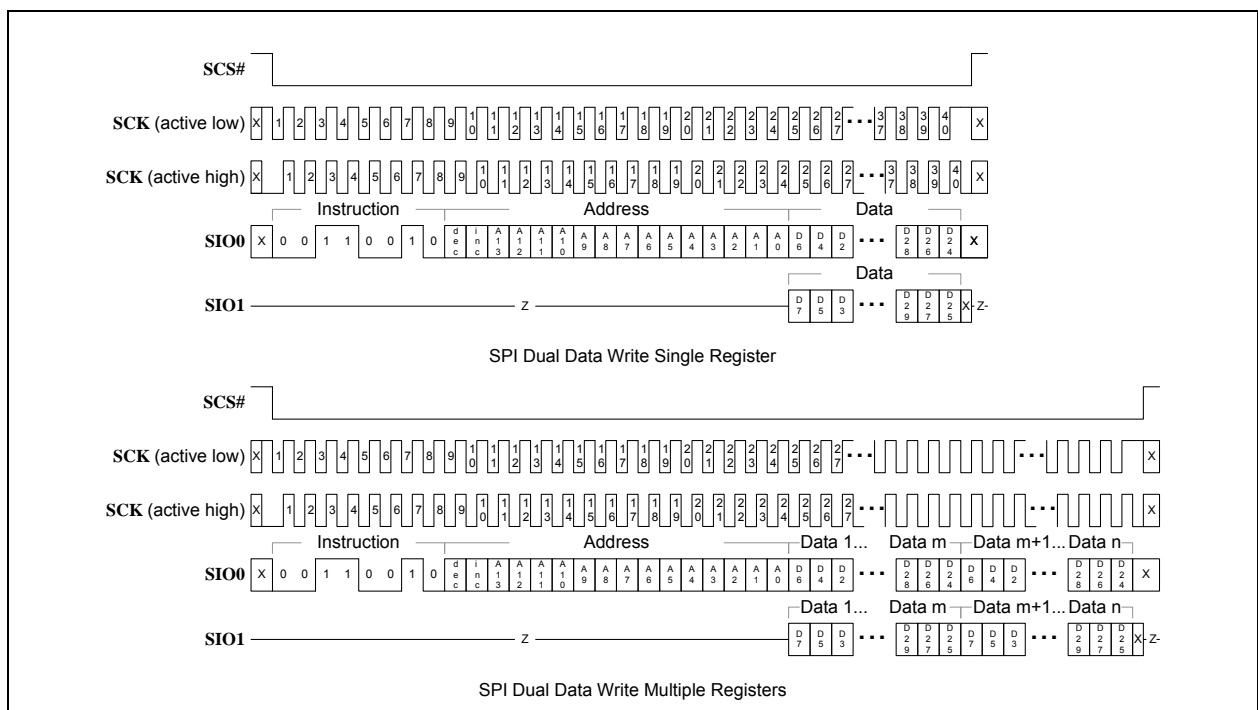 SCS#
SCK (active low) X 1 2 3 4 5 6 7 8 9 10 11 12 13 14 15 16 17 18 19 20 21 22 23 24 25 26 27 ··· 37 38 39 40 X
SCK (active high) X 1 2 3 4 5 6 7 8 9 10 11 12 13 14 15 16 17 18 19 20 21 22 23 24 25 26 27 ··· 37 38 39 40 X
Instruction Address Data
SIO0 X 0 0 1 1 0 0 1 0 dec inc A13 A12 A11 A10 A9 A8 A7 A6 A5 A4 A3 A2 A1 A0 D6 D4 D2 ··· D28 D26 D24 X
Data
SIO1 Z D7 D5 D3 ··· D29 D27 D25 X Z
SPI Dual Data Write Single Register
SCS#
SCK (active low) X 1 2 3 4 5 6 7 8 9 10 11 12 13 14 15 16 17 18 19 20 21 22 23 24 25 26 27 ··· ··· X
SCK (active high) X 1 2 3 4 5 6 7 8 9 10 11 12 13 14 15 16 17 18 19 20 21 22 23 24 25 26 27 ··· ··· X
Instruction Address Data 1... Data m Data m+1... Data n
SIO0 X 0 0 1 1 0 0 1 0 dec inc A13 A12 A11 A10 A9 A8 A7 A6 A5 A4 A3 A2 A1 A0 D6 D4 D2 ··· D28 D26 D24 D6 D4 D2 ··· D28 D26 D24 X
Data 1... Data m Data m+1... Data n
SIO1 Z D7 D5 D3 ··· D29 D27 D25 D7 D5 D3 ··· D29 D27 D25 X Z
SPI Dual Data Write Multiple Registers